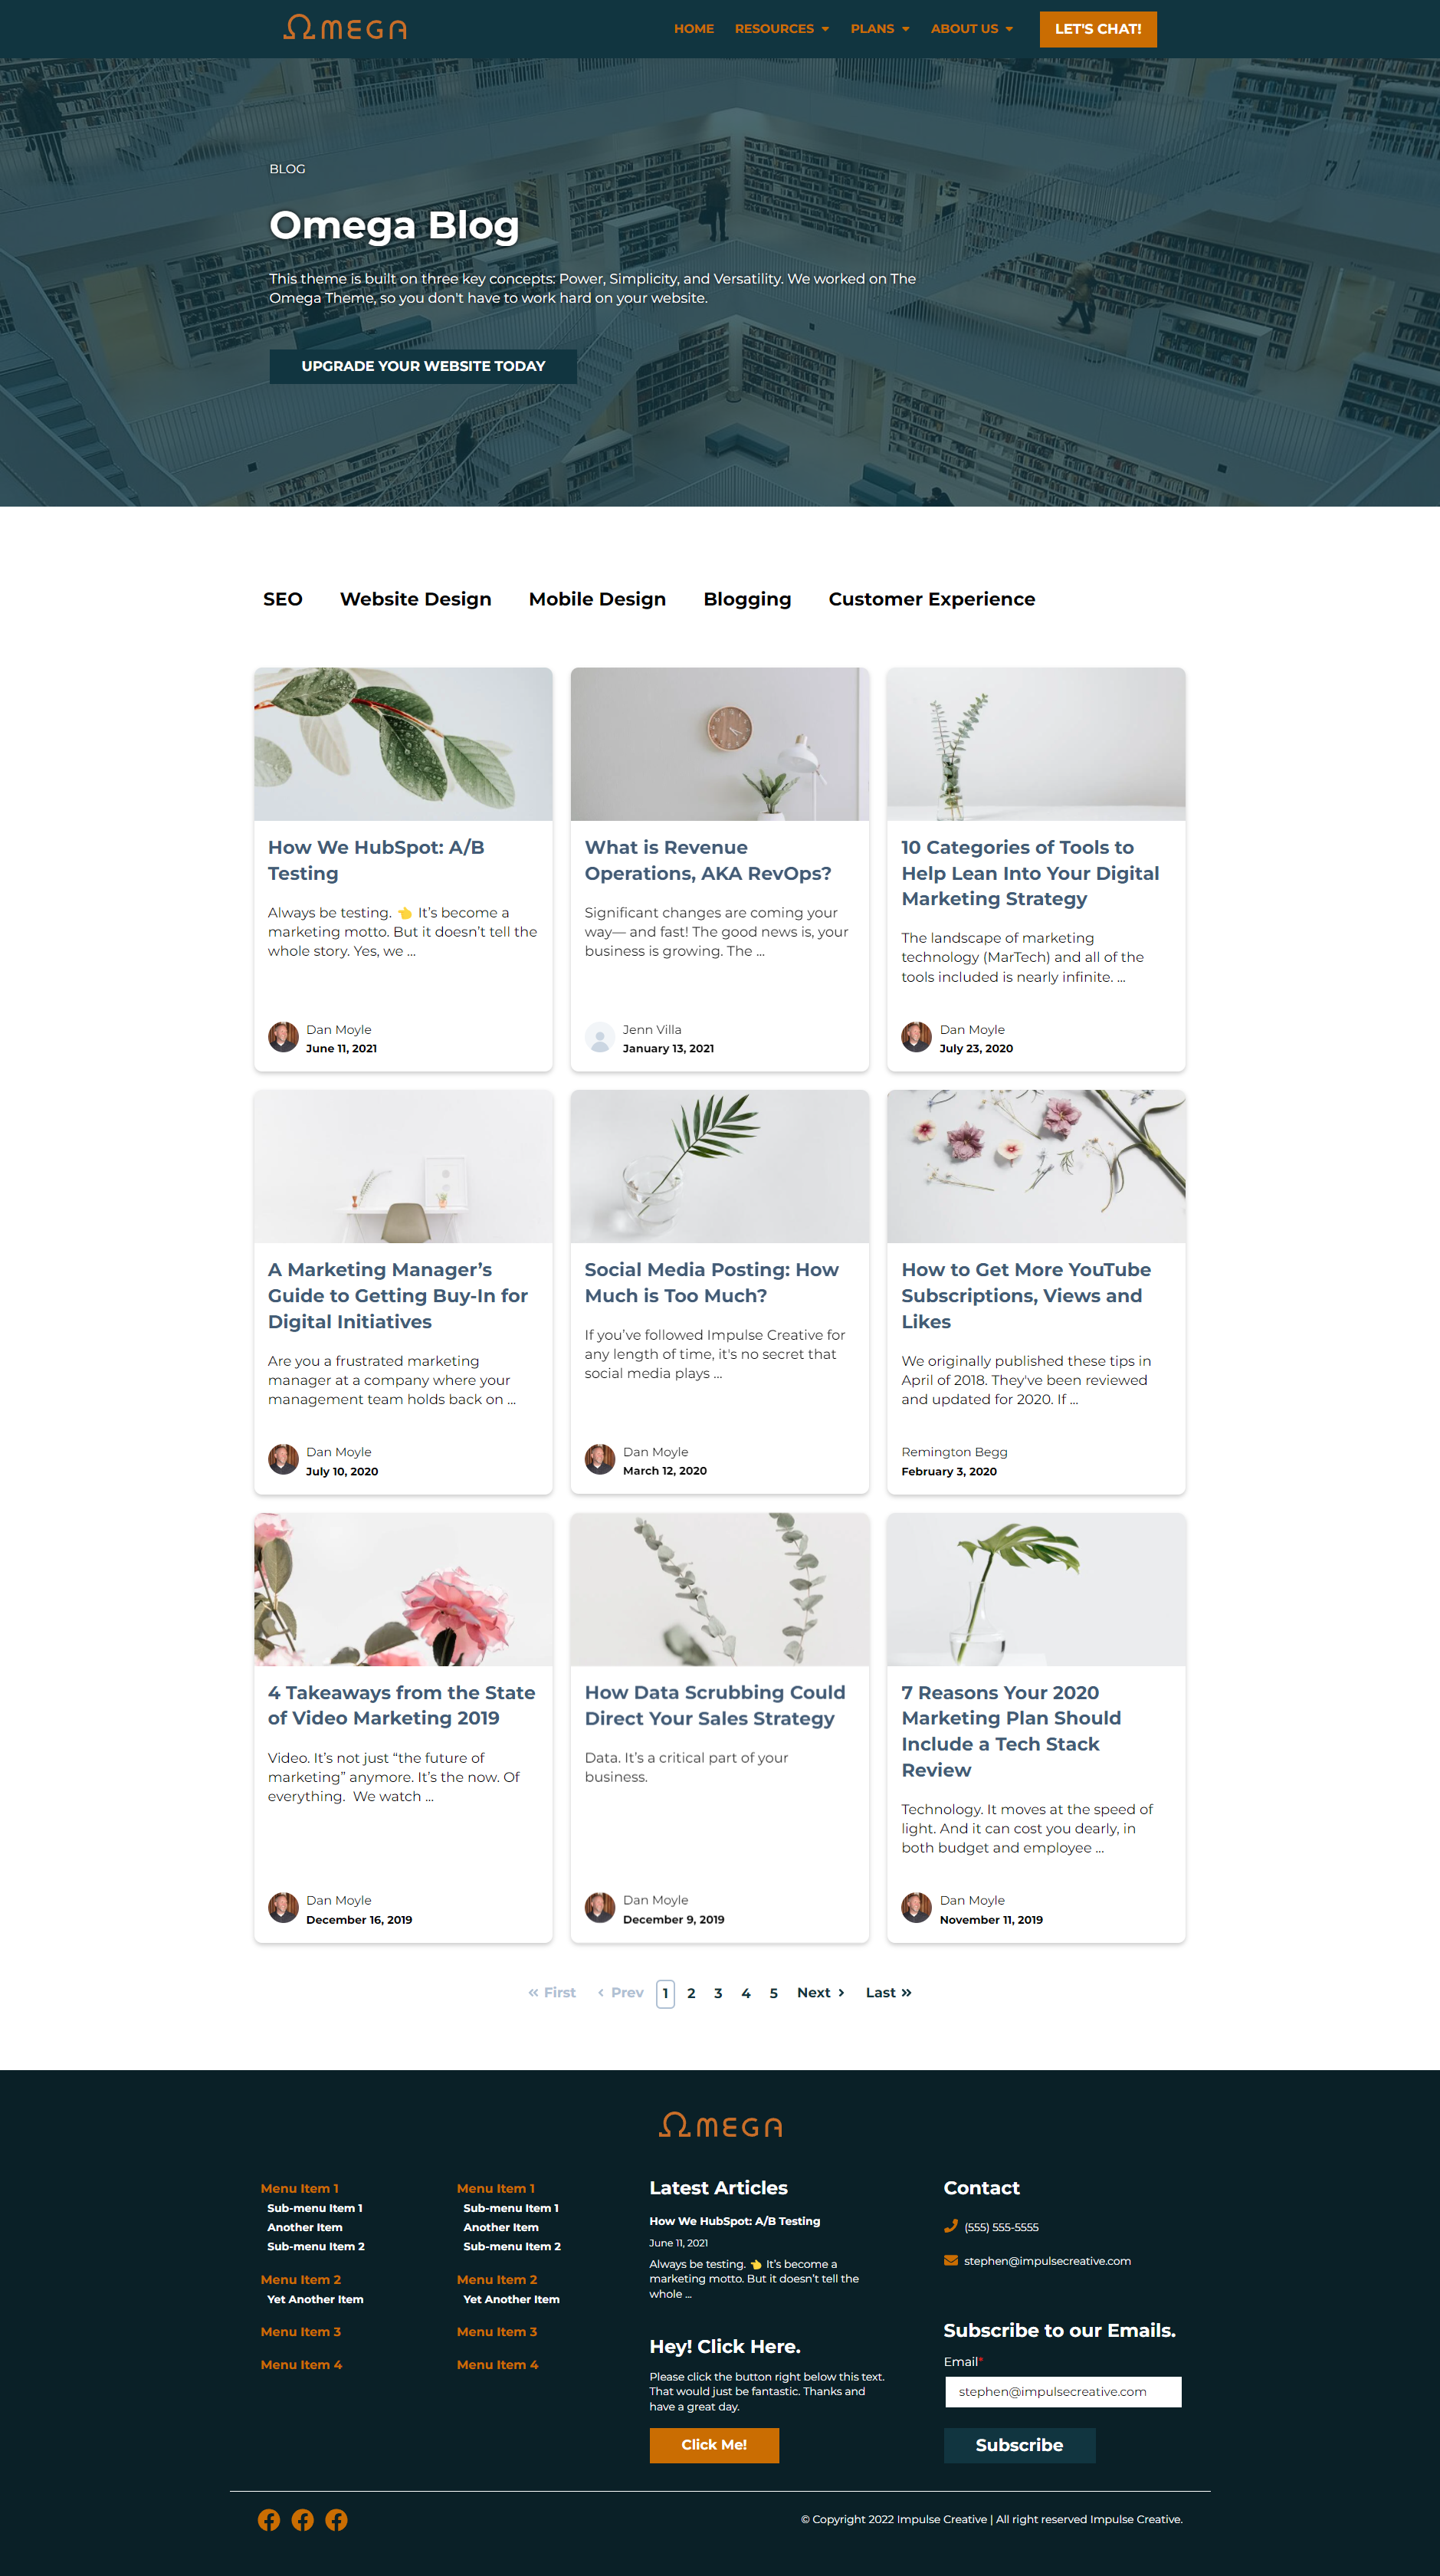 ΩMEGA
HOME RESOURCES PLANS ABOUT US LET'S CHAT!
BLOG
Omega Blog
This theme is built on three key concepts: Power, Simplicity, and Versatility. We worked on The
Omega Theme, so you don't have to work hard on your website.
UPGRADE YOUR WEBSITE TODAY
SEO Website Design Mobile Design Blogging Customer Experience
How We HubSpot: A/B
Testing
Always be testing. 👈 It’s become a
marketing motto. But it doesn’t tell the
whole story. Yes, we ...
Dan Moyle
June 11, 2021
What is Revenue
Operations, AKA RevOps?
Significant changes are coming your
way— and fast! The good news is, your
business is growing. The ...
Jenn Villa
January 13, 2021
10 Categories of Tools to
Help Lean Into Your Digital
Marketing Strategy
The landscape of marketing
technology (MarTech) and all of the
tools included is nearly infinite. ...
Dan Moyle
July 23, 2020
A Marketing Manager’s
Guide to Getting Buy-In for
Digital Initiatives
Are you a frustrated marketing
manager at a company where your
management team holds back on ...
Dan Moyle
July 10, 2020
Social Media Posting: How
Much is Too Much?
If you’ve followed Impulse Creative for
any length of time, it's no secret that
social media plays ...
Dan Moyle
March 12, 2020
How to Get More YouTube
Subscriptions, Views and
Likes
We originally published these tips in
April of 2018. They've been reviewed
and updated for 2020. If ...
Remington Begg
February 3, 2020
4 Takeaways from the State
of Video Marketing 2019
Video. It’s not just “the future of
marketing” anymore. It’s the now. Of
everything.  We watch ...
Dan Moyle
December 16, 2019
How Data Scrubbing Could
Direct Your Sales Strategy
Data. It’s a critical part of your
business.
Dan Moyle
December 9, 2019
7 Reasons Your 2020
Marketing Plan Should
Include a Tech Stack
Review
Technology. It moves at the speed of
light. And it can cost you dearly, in
both budget and employee ...
Dan Moyle
November 11, 2019
« First ‹ Prev 1 2 3 4 5 Next › Last »
ΩMEGA
Menu Item 1
Sub-menu Item 1
Another Item
Sub-menu Item 2
Menu Item 2
Yet Another Item
Menu Item 3
Menu Item 4
Menu Item 1
Sub-menu Item 1
Another Item
Sub-menu Item 2
Menu Item 2
Yet Another Item
Menu Item 3
Menu Item 4
Latest Articles
How We HubSpot: A/B Testing
June 11, 2021
Always be testing. 👈 It’s become a
marketing motto. But it doesn’t tell the
whole ...
Hey! Click Here.
Please click the button right below this text.
That would just be fantastic. Thanks and
have a great day.
Click Me!
Contact
(555) 555-5555
stephen@impulsecreative.com
Subscribe to our Emails.
Email*
stephen@impulsecreative.com
Subscribe
© Copyright 2022 Impulse Creative | All right reserved Impulse Creative.